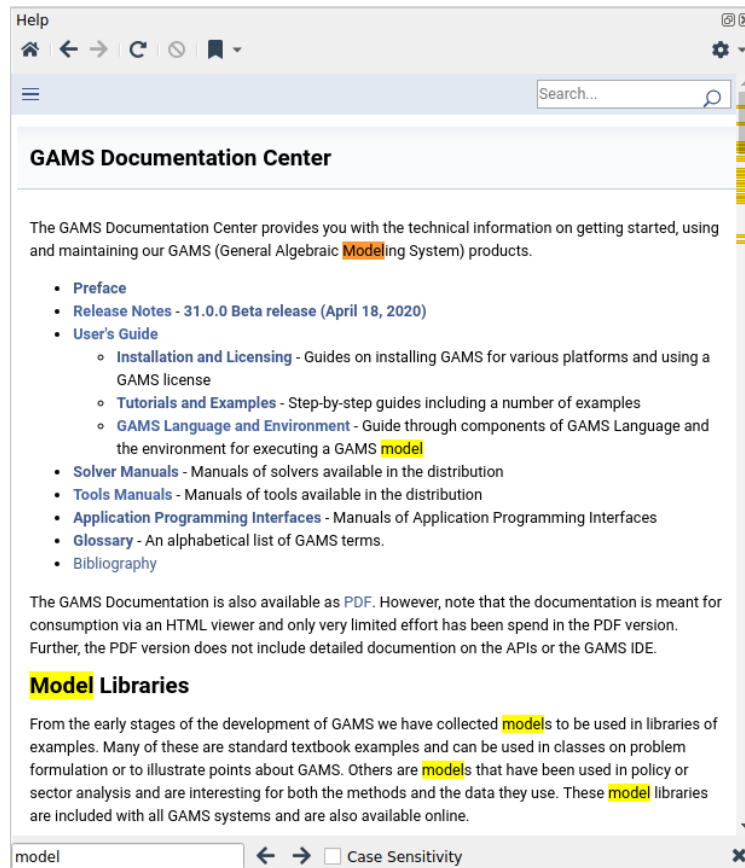 Help
Search...
GAMS Documentation Center
The GAMS Documentation Center provides you with the technical information on getting started, using
and maintaining our GAMS (General Algebraic Modeling System) products.
• Preface
• Release Notes - 31.0.0 Beta release (April 18, 2020)
• User's Guide
◦ Installation and Licensing - Guides on installing GAMS for various platforms and using a
GAMS license
◦ Tutorials and Examples - Step-by-step guides including a number of examples
◦ GAMS Language and Environment - Guide through components of GAMS Language and
the environment for executing a GAMS model
• Solver Manuals - Manuals of solvers available in the distribution
• Tools Manuals - Manuals of tools available in the distribution
• Application Programming Interfaces - Manuals of Application Programming Interfaces
• Glossary - An alphabetical list of GAMS terms.
• Bibliography
The GAMS Documentation is also available as PDF. However, note that the documentation is meant for
consumption via an HTML viewer and only very limited effort has been spend in the PDF version.
Further, the PDF version does not include detailed documention on the APIs or the GAMS IDE.
Model Libraries
From the early stages of the development of GAMS we have collected models to be used in libraries of
examples. Many of these are standard textbook examples and can be used in classes on problem
formulation or to illustrate points about GAMS. Others are models that have been used in policy or
sector analysis and are interesting for both the methods and the data they use. These model libraries
are included with all GAMS systems and are also available online.
model
Case Sensitivity